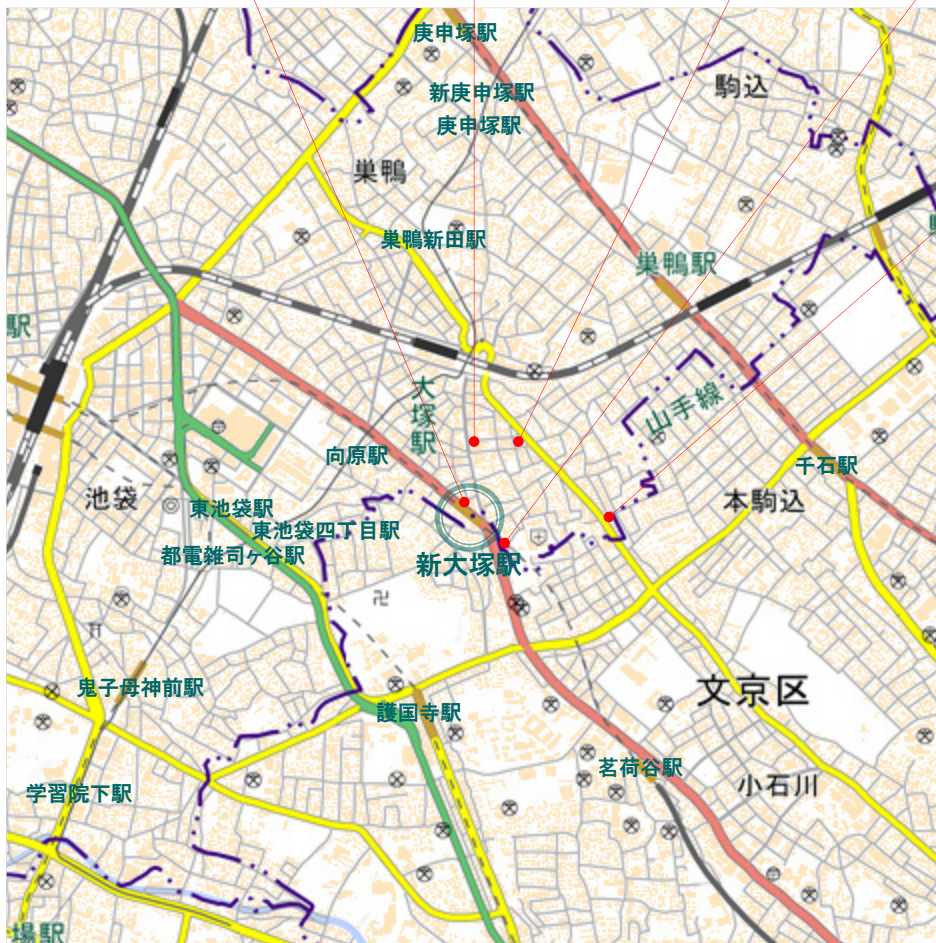 庚申塚駅
駒込
新庚申塚駅
庚申塚駅
巣鴨
巣鴨新田駅
巣鴨駅
駅
大塚駅
山手線
向原駅
千石駅
池袋
本駒込
東池袋駅
東池袋四丁目駅
都電雑司ヶ谷駅
新大塚駅
鬼子母神前駅
文京区
護国寺駅
茗荷谷駅
小石川
学習院下駅
場駅